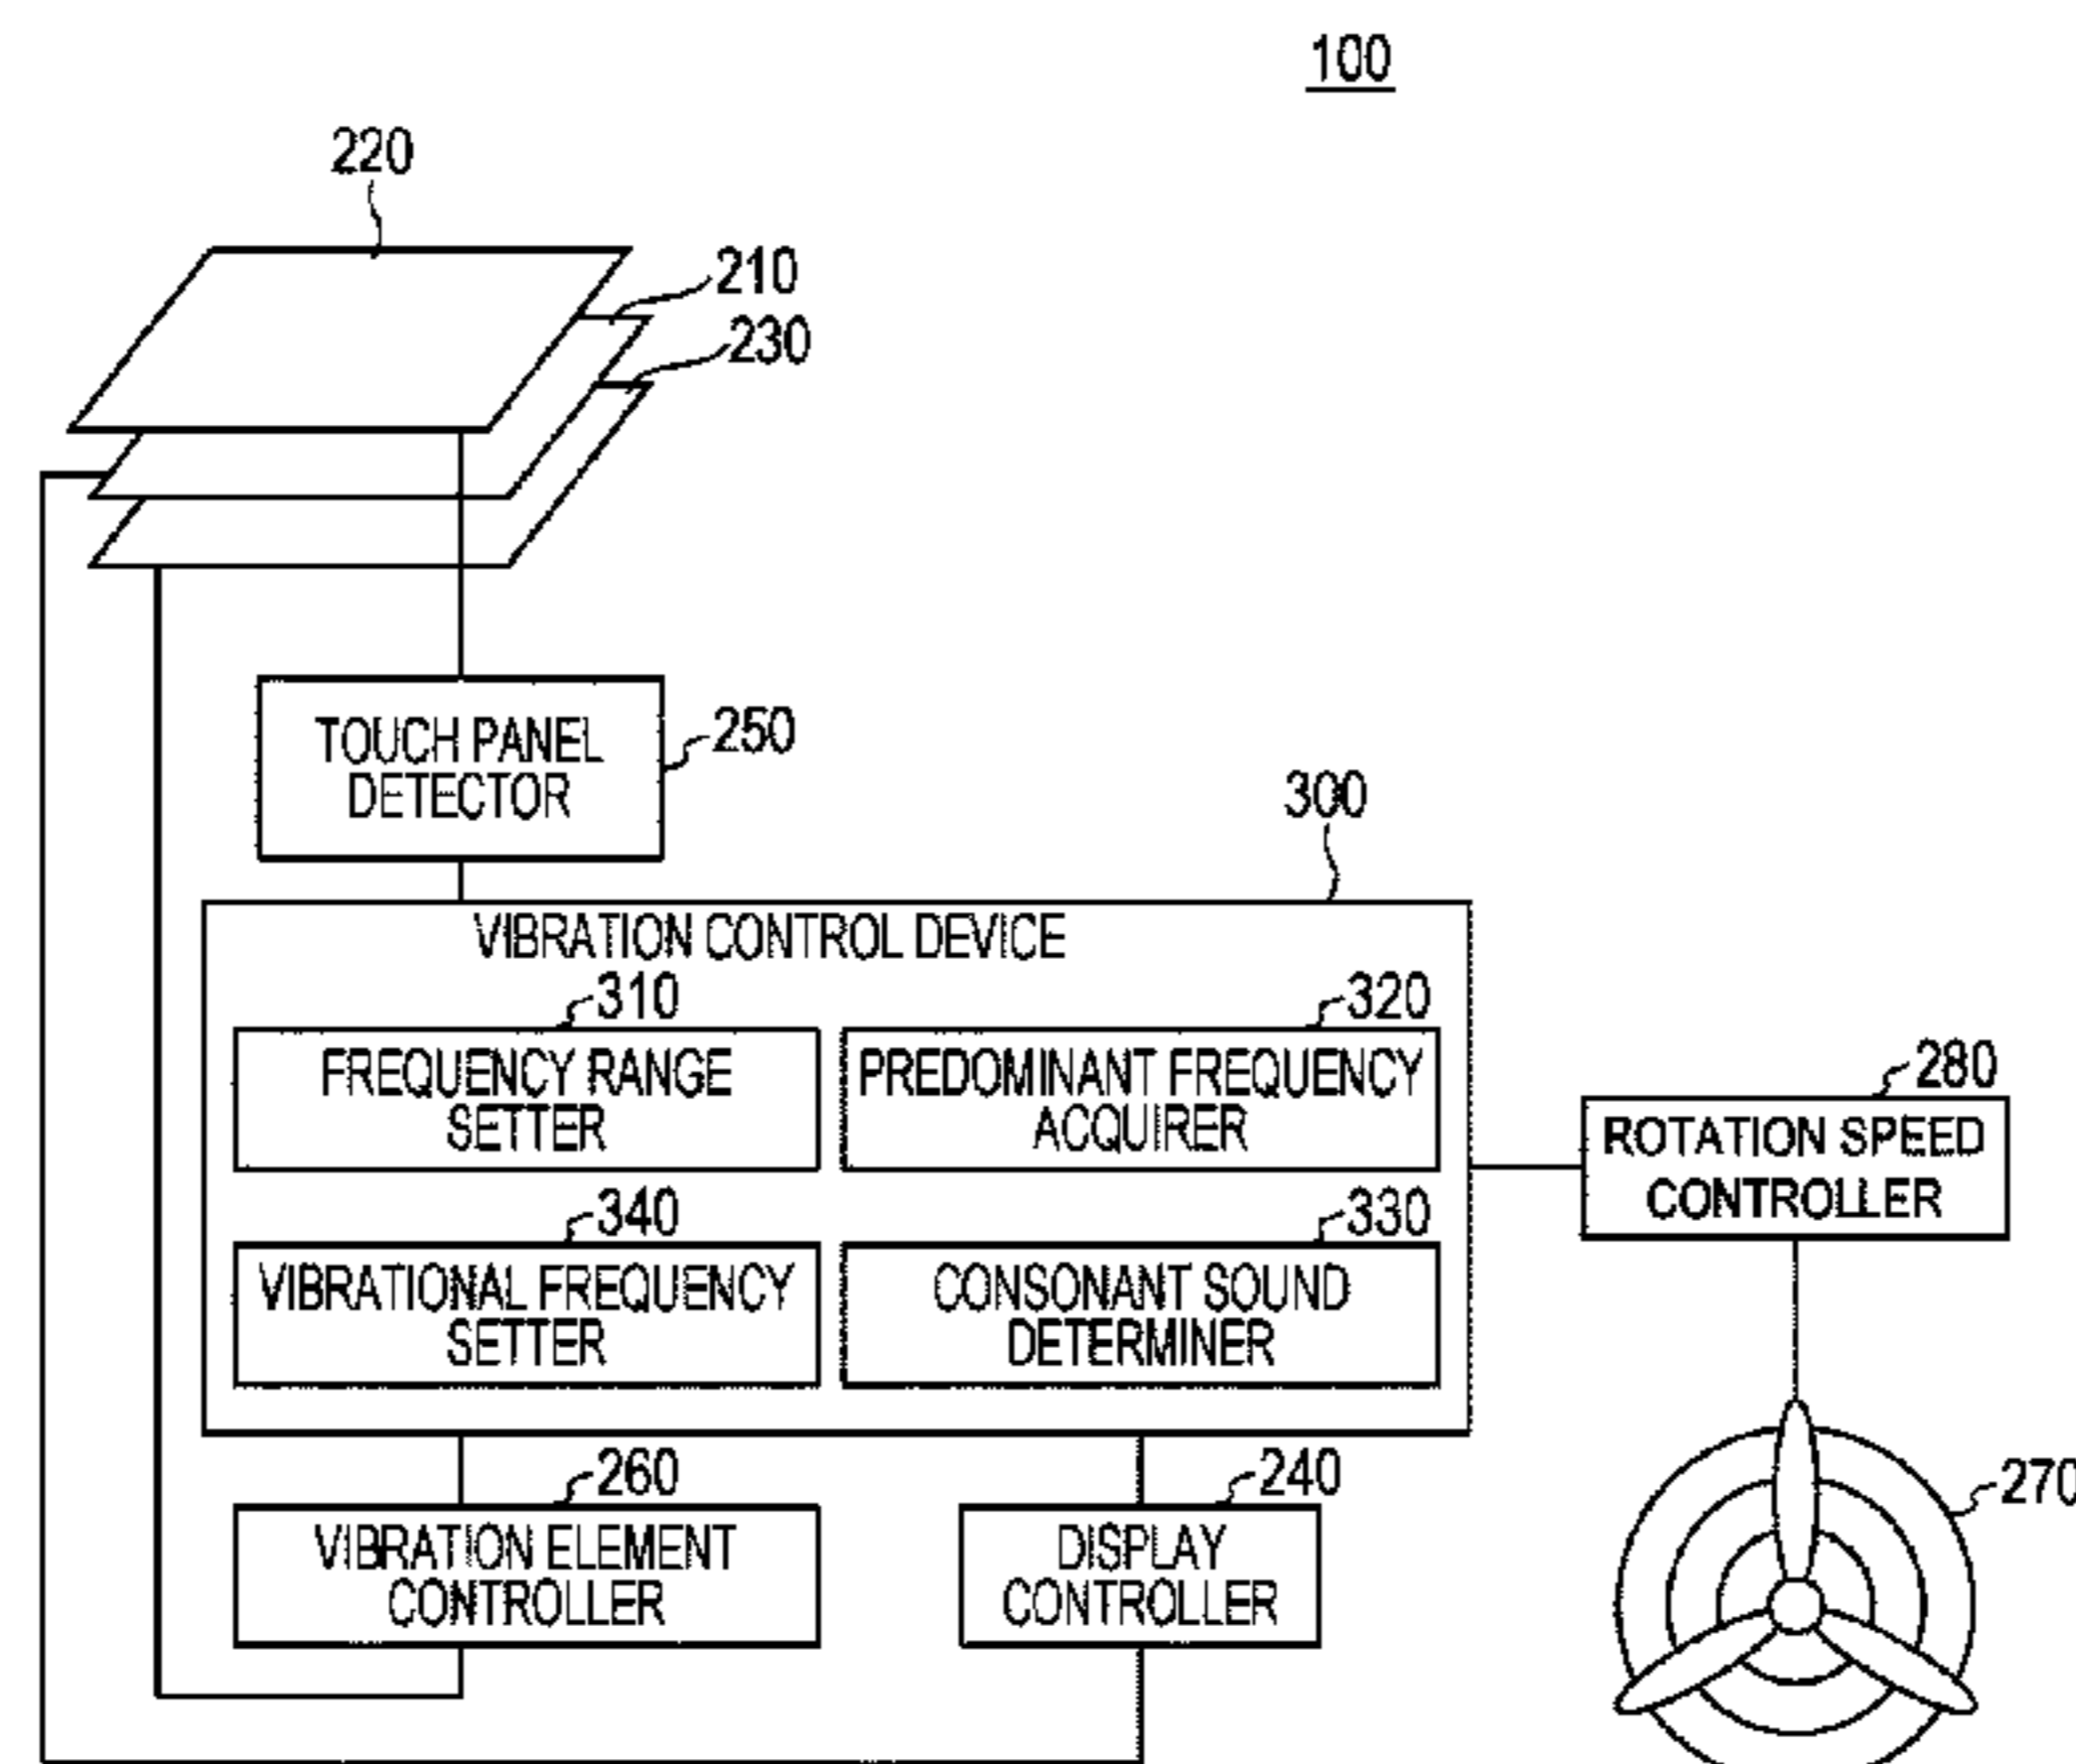 100
220
210
230
TOUCH PANEL
DETECTOR
250
300
VIBRATION CONTROL DEVICE
310
320
FREQUENCY RANGE
SETTER
PREDOMINANT FREQUENCY
ACQUIRER
280
ROTATION SPEED
CONTROLLER
340
330
VIBRATIONAL FREQUENCY
SETTER
CONSONANT SOUND
DETERMINER
260
240
270
VIBRATION ELEMENT
CONTROLLER
DISPLAY
CONTROLLER